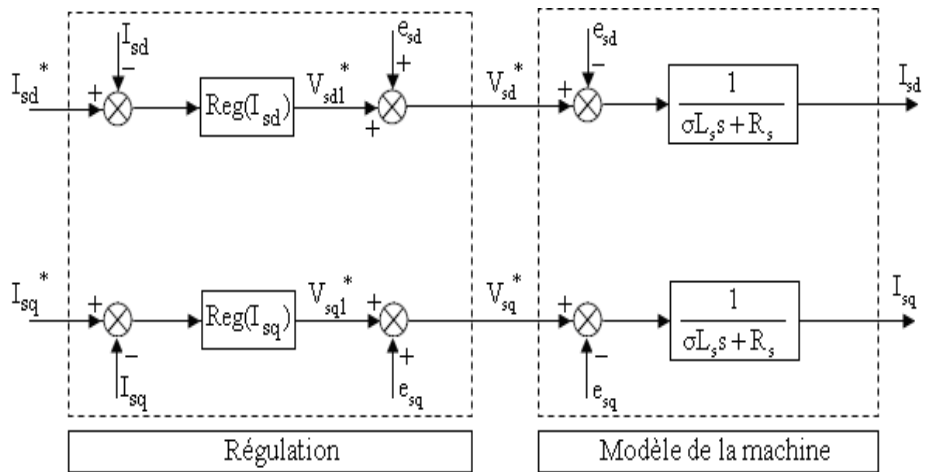 I_sd^* + I_sd − Reg(I_sd) V_sd1^* + e_sd + V_sd^* + e_sd − 1/(σL_s s + R_s) I_sd
I_sq^* + − I_sq Reg(I_sq) V_sq1^* + + e_sq V_sq^* + − e_sq 1/(σL_s s + R_s) I_sq
Régulation
Modèle de la machine